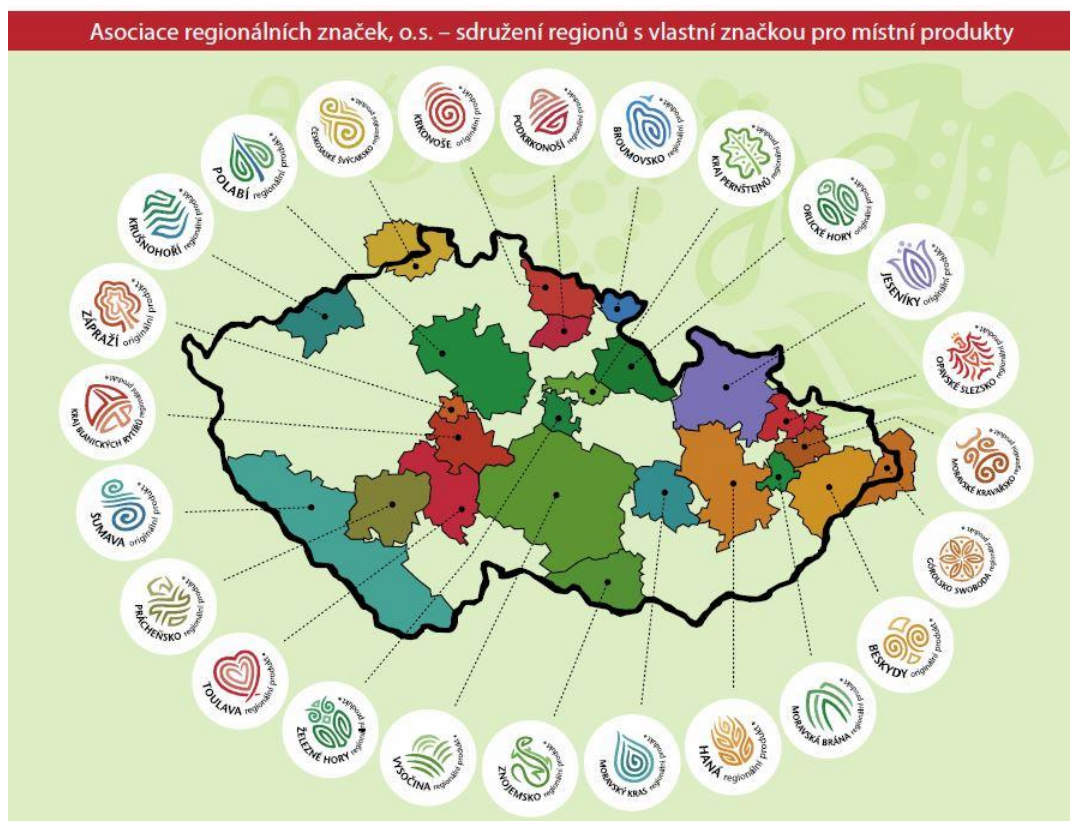 Asociace regionálních značek, o.s. – sdružení regionů s vlastní značkou pro místní produkty
KRKONOŠE originální produkt
PODKRKONOŠÍ regionální produkt
BROUMOVSKO regionální produkt
ČESKOSASKÉ ŠVÝCARSKO regionální produkt
KRAJ PERNŠTEJNŮ regionální produkt
POLABÍ regionální produkt
ORLICKÉ HORY originální produkt
KRUŠNOHOŘÍ regionální produkt
JESENÍKY originální produkt
ZÁPRAŽÍ originální produkt
OPAVSKÉ SLEZSKO regionální produkt
KRAJ BLANICKÝCH RYTÍŘŮ regionální produkt
MORAVSKÉ KRAVAŘSKO regionální produkt
ŠUMAVA originální produkt
GÓROLSKO SWOBODA regionální produkt
PRÁCHEŇSKO regionální produkt
BESKYDY originální produkt
TOULAVA regionální produkt
MORAVSKÁ BRÁNA regionální produkt
ŽELEZNÉ HORY regionální produkt
HANÁ regionální produkt
VYSOČINA regionální produkt
ZNOJEMSKO regionální produkt
MORAVSKÝ KRAS regionální produkt